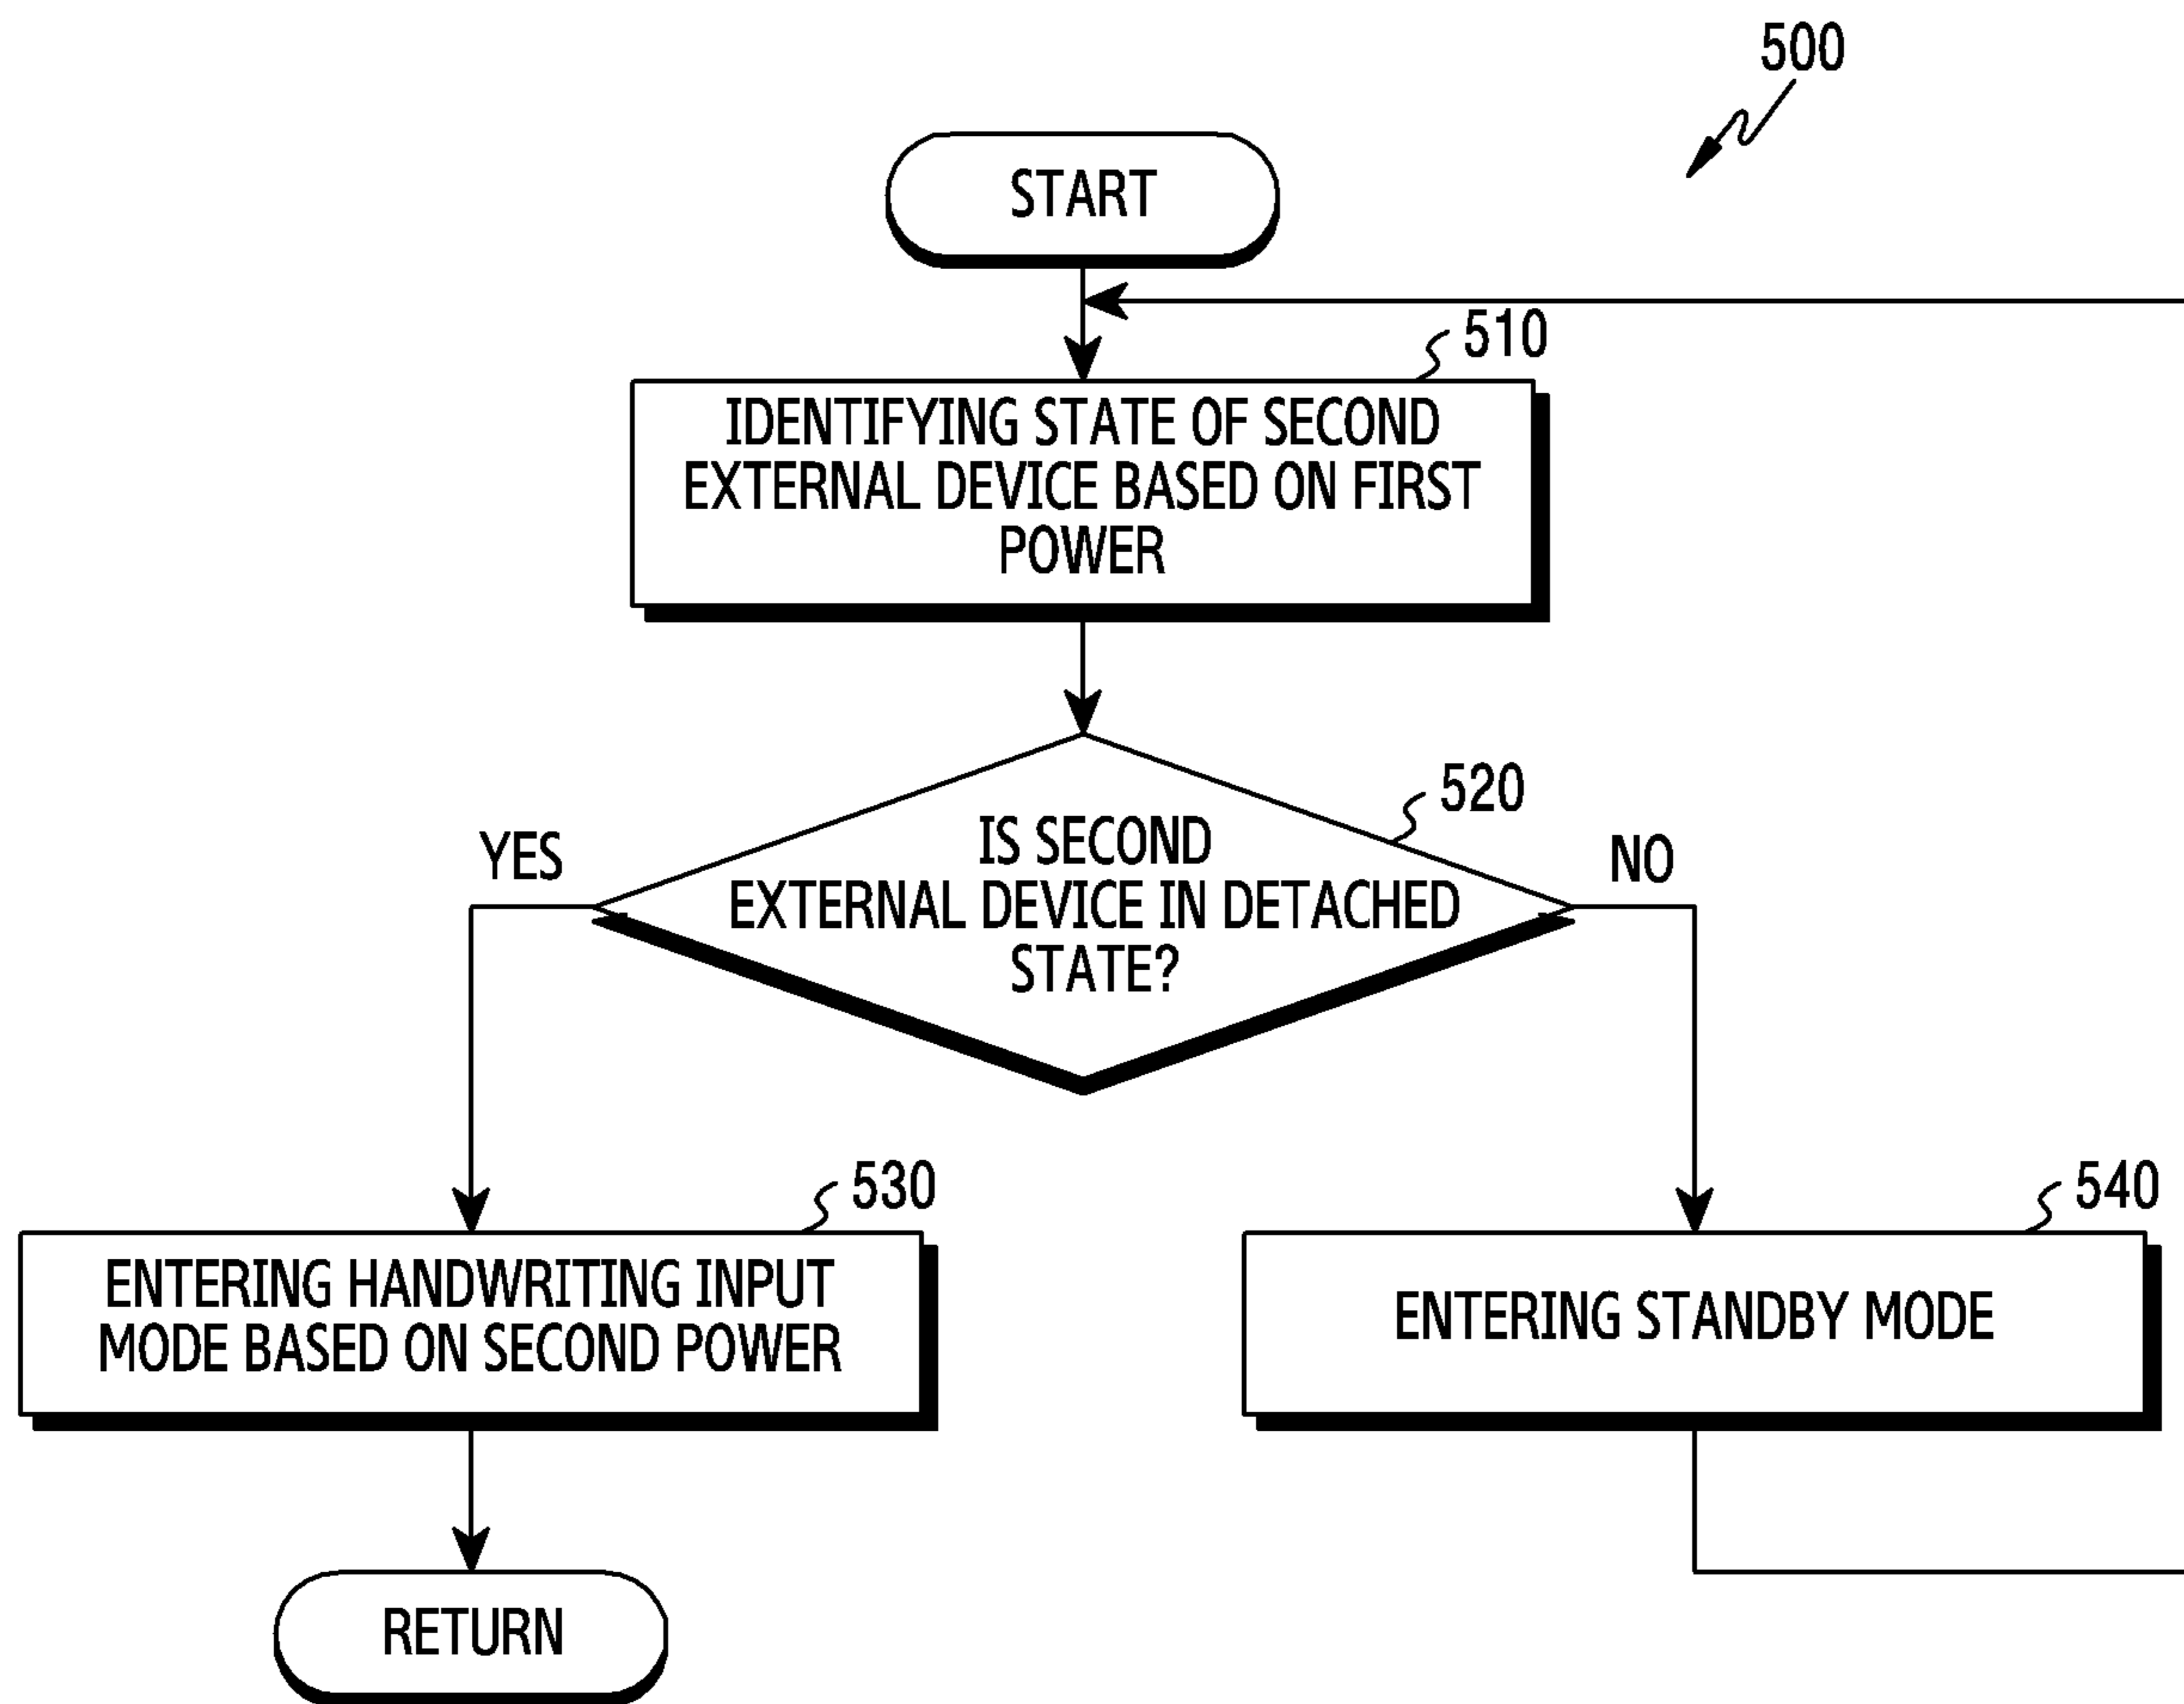 500
START
510
IDENTIFYING STATE OF SECOND
EXTERNAL DEVICE BASED ON FIRST
POWER
520
IS SECOND
EXTERNAL DEVICE IN DETACHED
STATE?
YES
NO
530
ENTERING HANDWRITING INPUT
MODE BASED ON SECOND POWER
540
ENTERING STANDBY MODE
RETURN